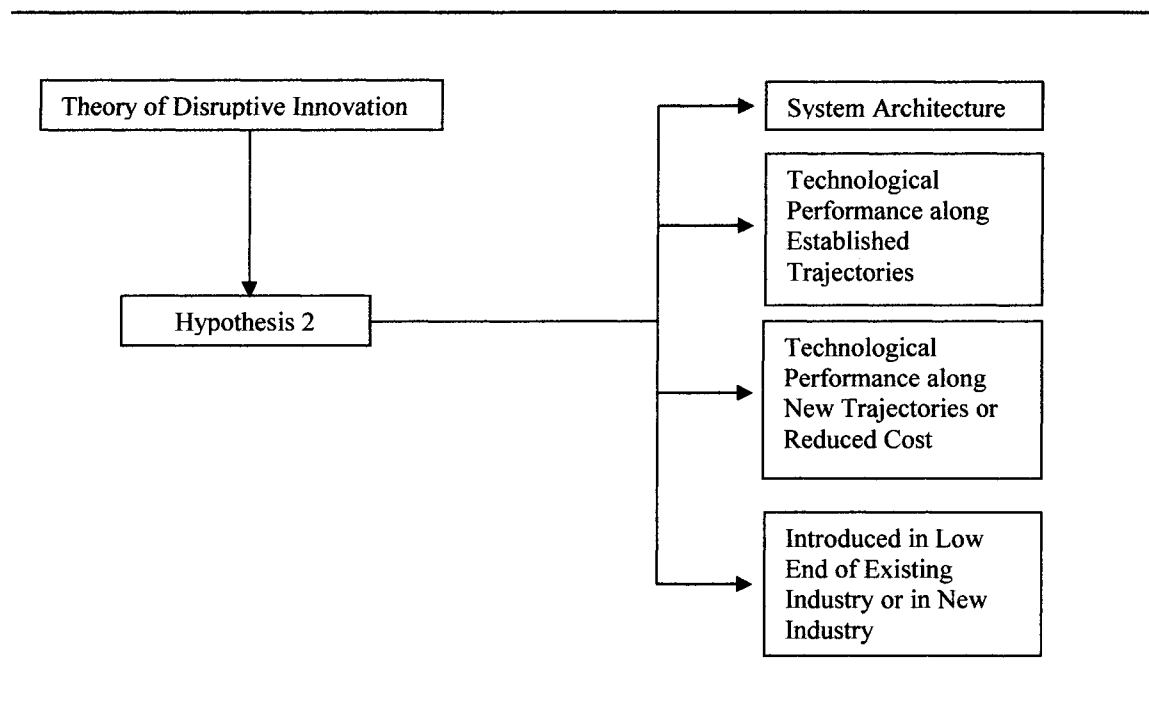 Theory of Disruptive Innovation
Hypothesis 2
System Architecture
Technological
Performance along
Established
Trajectories
Technological
Performance along
New Trajectories or
Reduced Cost
Introduced in Low
End of Existing
Industry or in New
Industry